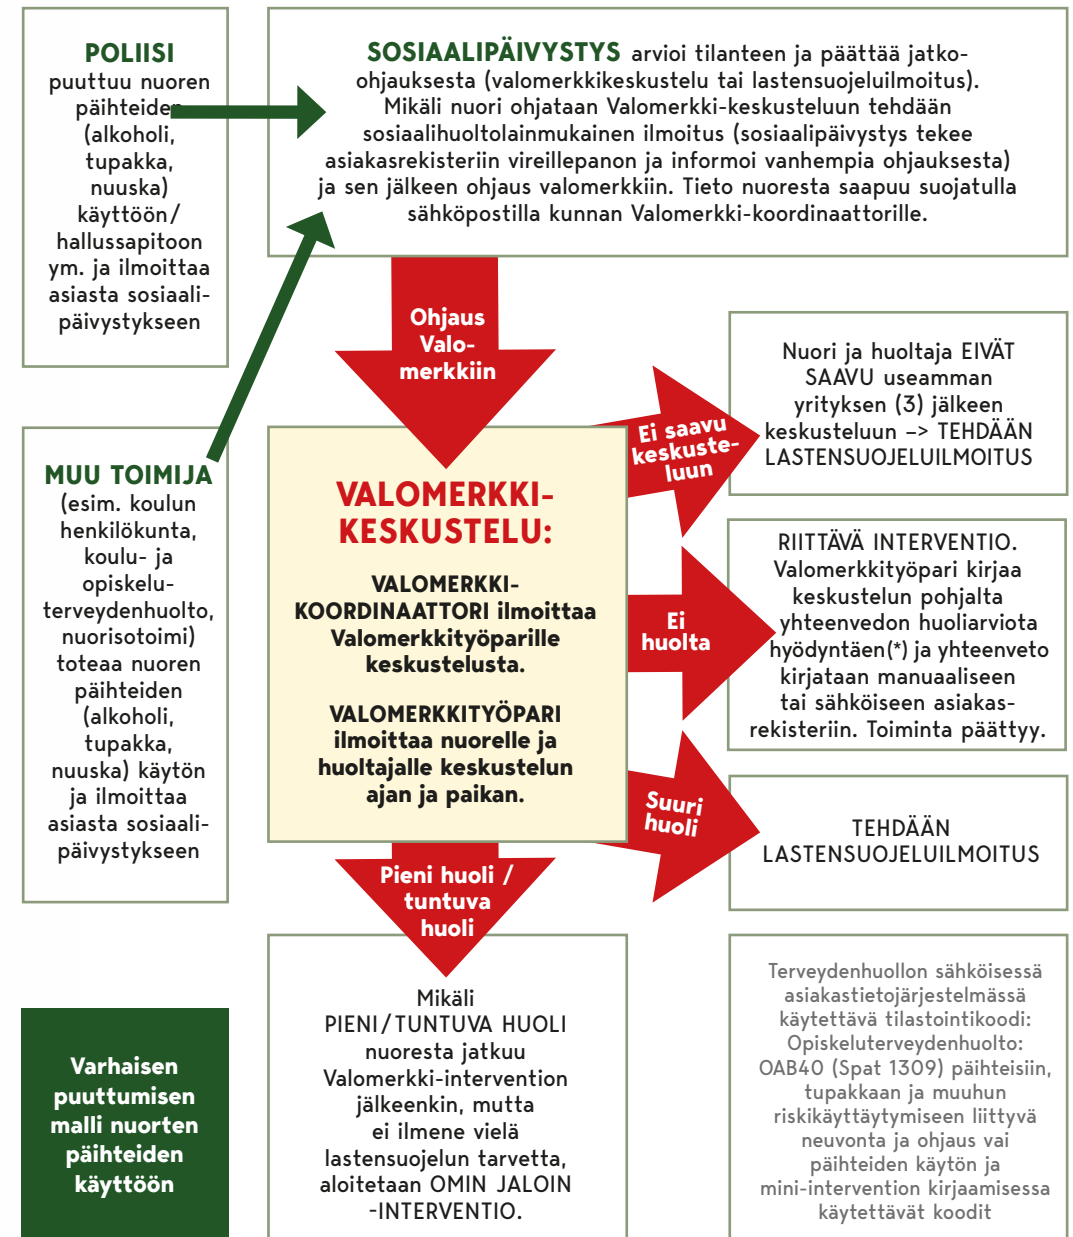 POLIISI
puuttuu nuoren
päihteiden
(alkoholi,
tupakka,
nuuska)
käyttöön/
hallussapitoon
ym. ja ilmoittaa
asiasta sosiaali-
päivystykseen
SOSIAALIPÄIVYSTYS arvioi tilanteen ja päättää jatko-
ohjauksesta (valomerkkikeskustelu tai lastensuojeluilmoitus).
Mikäli nuori ohjataan Valomerkki-keskusteluun tehdään
sosiaalihuoltolainmukainen ilmoitus (sosiaalipäivystys tekee
asiakasrekisteriin vireillepanon ja informoi vanhempia ohjauksesta)
ja sen jälkeen ohjaus valomerkkiin. Tieto nuoresta saapuu suojatulla
sähköpostilla kunnan Valomerkki-koordinaattorille.
MUU TOIMIJA
(esim. koulun
henkilökunta,
koulu- ja
opiskelu-
terveydenhuolto,
nuorisotoimi)
toteaa nuoren
päihteiden
(alkoholi,
tupakka,
nuuska) käytön
ja ilmoittaa
asiasta sosiaali-
päivystykseen
Ohjaus
Valo-
merkkiin
VALOMERKKI-
KESKUSTELU:
VALOMERKKI-
KOORDINAATTORI ilmoittaa
Valomerkkityöparille
keskustelusta.
VALOMERKKITYÖPARI
ilmoittaa nuorelle ja
huoltajalle keskustelun
ajan ja paikan.
Ei saavu
keskuste-
luun
Nuori ja huoltaja EIVÄT
SAAVU useamman
yrityksen (3) jälkeen
keskusteluun –> TEHDÄÄN
LASTENSUOJELUILMOITUS
Ei
huolta
RIITTÄVÄ INTERVENTIO.
Valomerkkityöpari kirjaa
keskustelun pohjalta
yhteenvedon huoliarviota
hyödyntäen(*) ja yhteenveto
kirjataan manuaaliseen
tai sähköiseen asiakas-
rekisteriin. Toiminta päättyy.
Suuri
huoli
TEHDÄÄN
LASTENSUOJELUILMOITUS
Pieni huoli /
tuntuva
huoli
Mikäli
PIENI/TUNTUVA HUOLI
nuoresta jatkuu
Valomerkki-intervention
jälkeenkin, mutta
ei ilmene vielä
lastensuojelun tarvetta,
aloitetaan OMIN JALOIN
-INTERVENTIO.
Varhaisen
puuttumisen
malli nuorten
päihteiden
käyttöön
Terveydenhuollon sähköisessä
asiakastietojärjestelmässä
käytettävä tilastointikoodi:
Opiskeluterveydenhuolto:
OAB40 (Spat 1309) päihteisiin,
tupakkaan ja muuhun
riskikäyttäytymiseen liittyvä
neuvonta ja ohjaus vai
päihteiden käytön ja
mini-intervention kirjaamisessa
käytettävät koodit